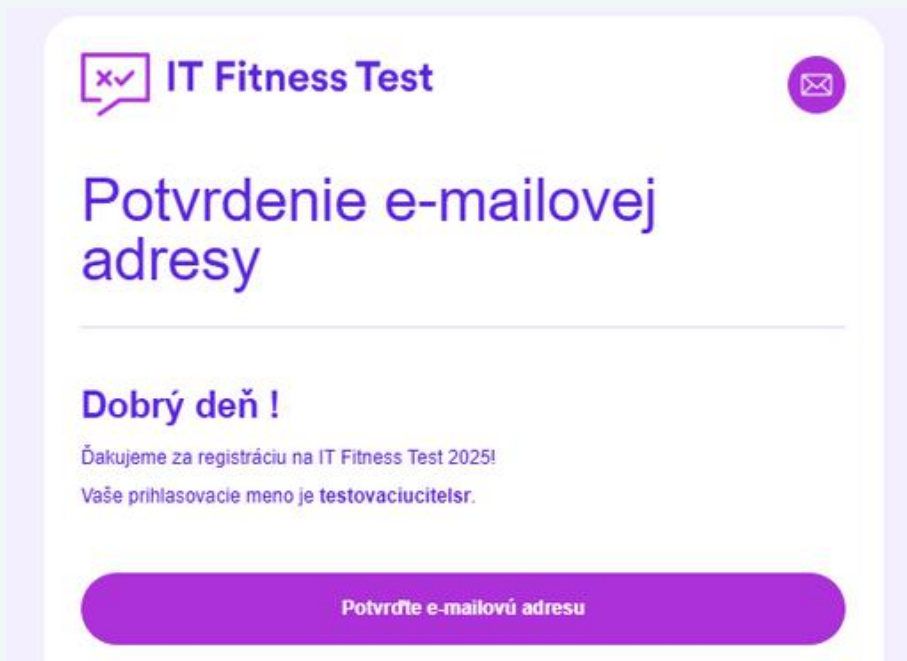 IT Fitness Test
Potvrdenie e-mailovej
adresy
Dobrý deň !
Ďakujeme za registráciu na IT Fitness Test 2025!
Vaše prihlasovacie meno je testovaciucitelsr.
Potvrďte e-mailovú adresu